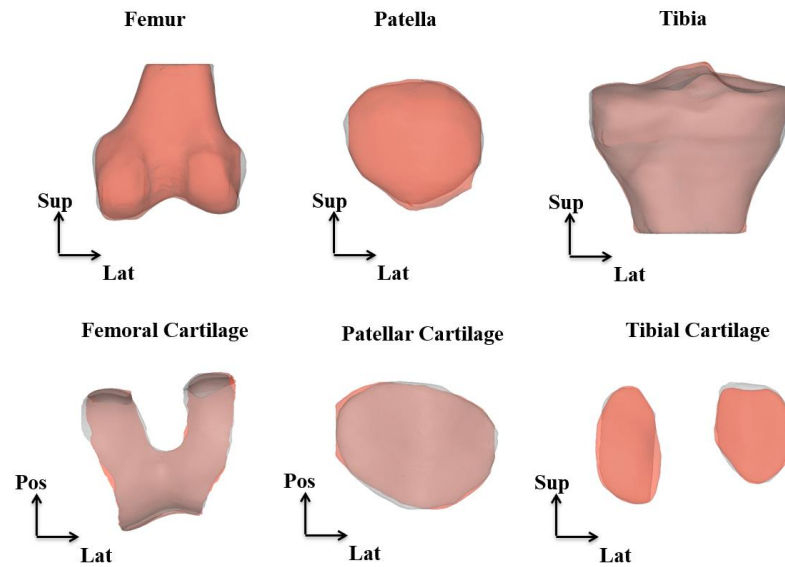 Femur
Patella
Tibia
Sup
Lat
Sup
Lat
Sup
Lat
Femoral Cartilage
Patellar Cartilage
Tibial Cartilage
Pos
Lat
Pos
Lat
Sup
Lat